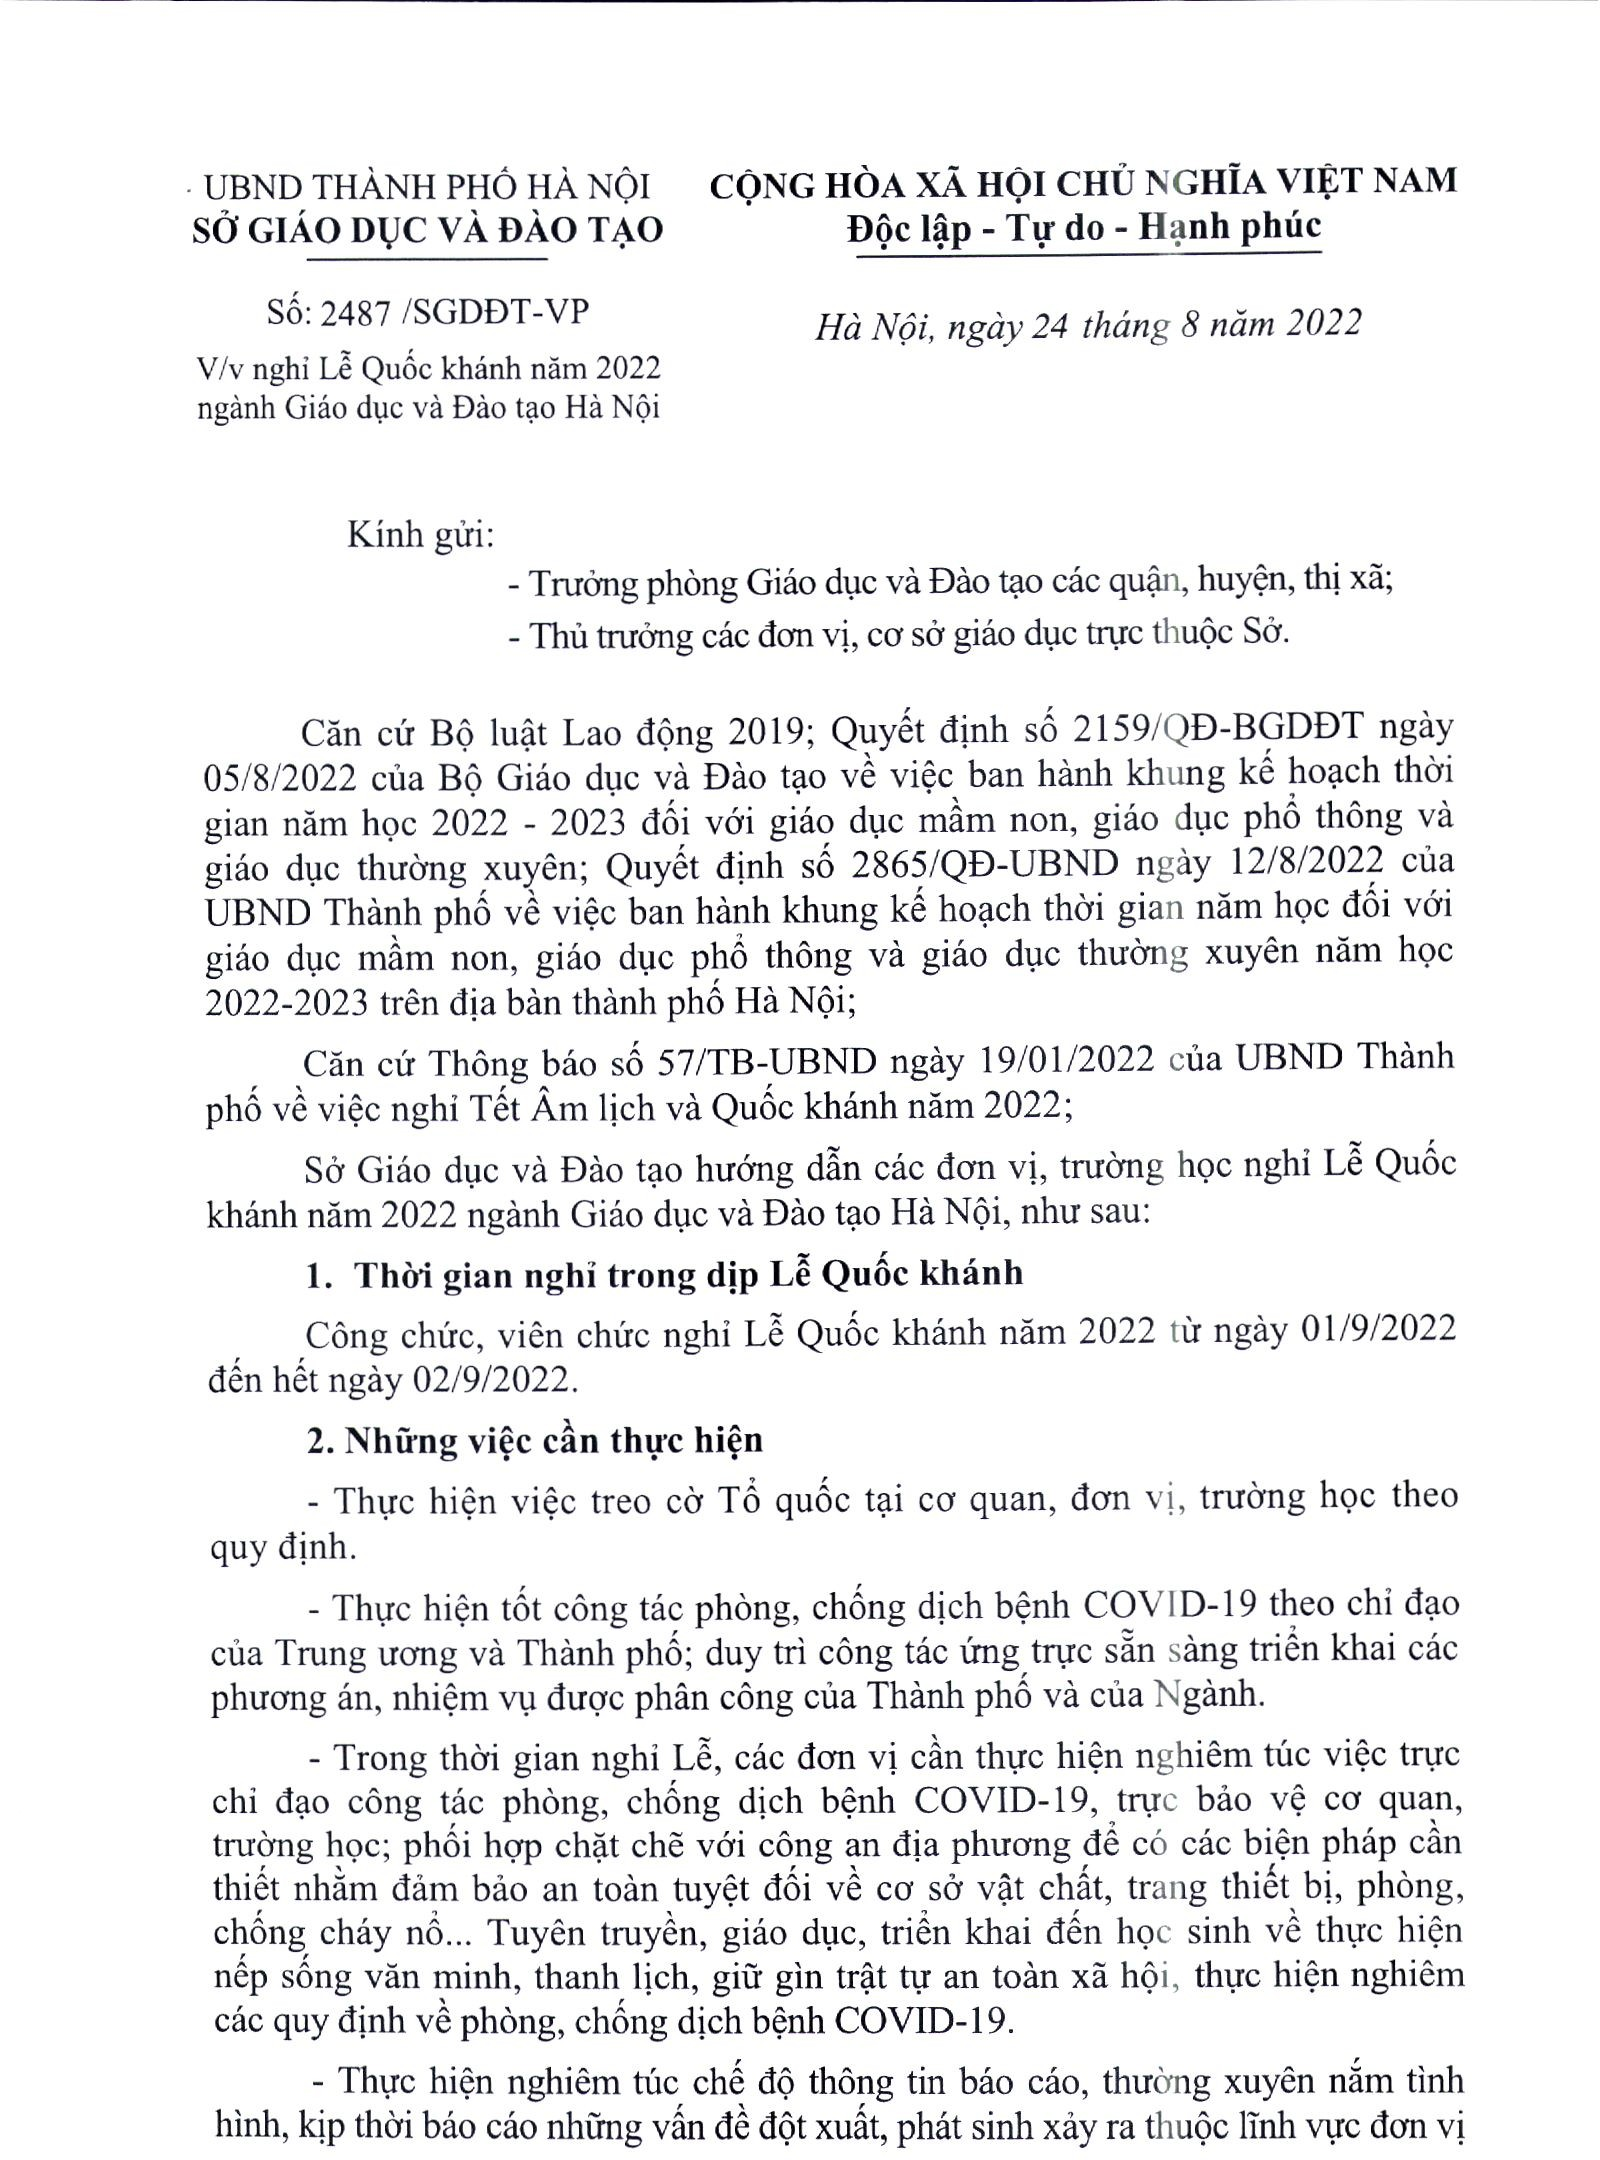 UBND THÀNH PHỐ HÀ NỘI
SỞ GIÁO DỤC VÀ ĐÀO TẠO
CỘNG HÒA XÃ HỘI CHỦ NGHĨA VIỆT NAM
Độc lập - Tự do - Hạnh phúc
Số: 2487 /SGDĐT-VP
V/v nghỉ Lễ Quốc khánh năm 2022
ngành Giáo dục và Đào tạo Hà Nội
Hà Nội, ngày 24 tháng 8 năm 2022
Kính gửi:
- Trưởng phòng Giáo dục và Đào tạo các quận, huyện, thị xã;
- Thủ trưởng các đơn vị, cơ sở giáo dục trực thuộc Sở.
Căn cứ Bộ luật Lao động 2019; Quyết định số 2159/QĐ-BGDĐT ngày
05/8/2022 của Bộ Giáo dục và Đào tạo về việc ban hành khung kế hoạch thời
gian năm học 2022 - 2023 đối với giáo dục mầm non, giáo dục phổ thông và
giáo dục thường xuyên; Quyết định số 2865/QĐ-UBND ngày 12/8/2022 của
UBND Thành phố về việc ban hành khung kế hoạch thời gian năm học đối với
giáo dục mầm non, giáo dục phổ thông và giáo dục thường xuyên năm học
2022-2023 trên địa bàn thành phố Hà Nội;
Căn cứ Thông báo số 57/TB-UBND ngày 19/01/2022 của UBND Thành
phố về việc nghỉ Tết Âm lịch và Quốc khánh năm 2022;
Sở Giáo dục và Đào tạo hướng dẫn các đơn vị, trường học nghỉ Lễ Quốc
khánh năm 2022 ngành Giáo dục và Đào tạo Hà Nội, như sau:
1. Thời gian nghỉ trong dịp Lễ Quốc khánh
Công chức, viên chức nghỉ Lễ Quốc khánh năm 2022 từ ngày 01/9/2022
đến hết ngày 02/9/2022.
2. Những việc cần thực hiện
- Thực hiện việc treo cờ Tổ quốc tại cơ quan, đơn vị, trường học theo
quy định.
- Thực hiện tốt công tác phòng, chống dịch bệnh COVID-19 theo chỉ đạo
của Trung ương và Thành phố; duy trì công tác ứng trực sẵn sàng triển khai các
phương án, nhiệm vụ được phân công của Thành phố và của Ngành.
- Trong thời gian nghỉ Lễ, các đơn vị cần thực hiện nghiêm túc việc trực
chỉ đạo công tác phòng, chống dịch bệnh COVID-19, trực bảo vệ cơ quan,
trường học; phối hợp chặt chẽ với công an địa phương để có các biện pháp cần
thiết nhằm đảm bảo an toàn tuyệt đối về cơ sở vật chất, trang thiết bị, phòng,
chống cháy nổ... Tuyên truyền, giáo dục, triển khai đến học sinh về thực hiện
nếp sống văn minh, thanh lịch, giữ gìn trật tự an toàn xã hội, thực hiện nghiêm
các quy định về phòng, chống dịch bệnh COVID-19.
- Thực hiện nghiêm túc chế độ thông tin báo cáo, thường xuyên nắm tình
hình, kịp thời báo cáo những vấn đề đột xuất, phát sinh xảy ra thuộc lĩnh vực đơn vị